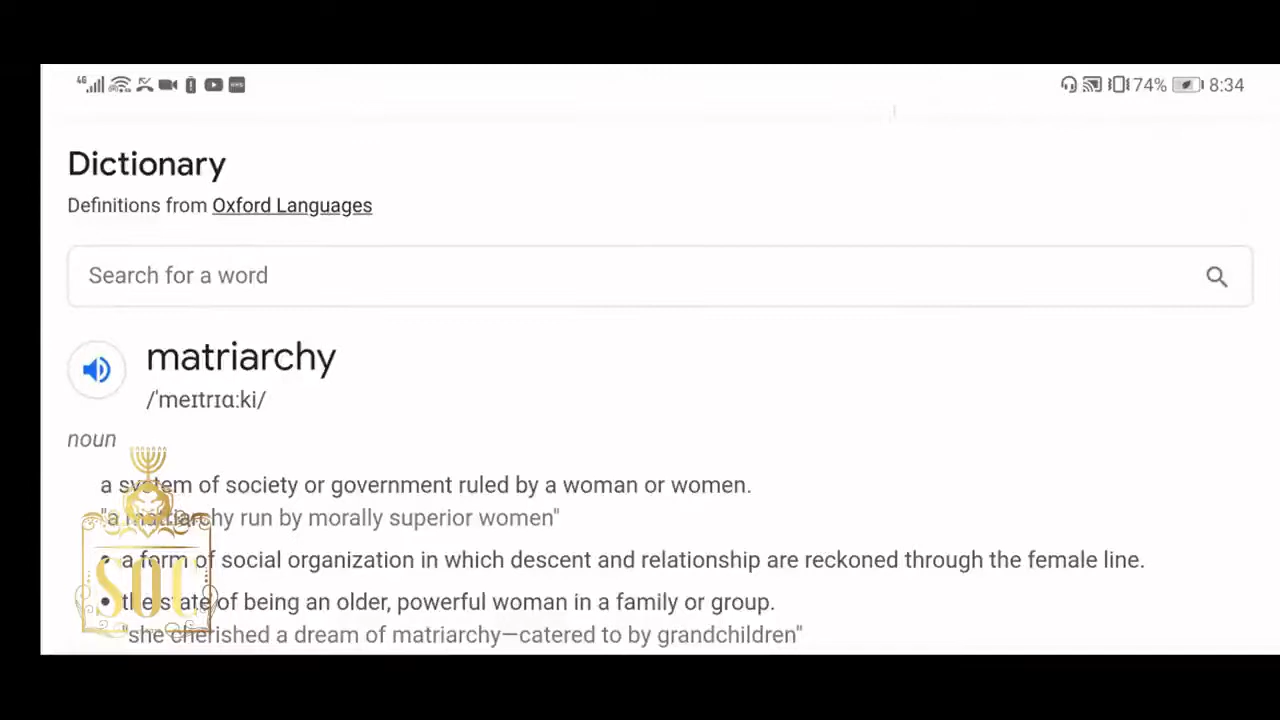 4G 74% 8:34
Dictionary
Definitions from Oxford Languages
Search for a word
matriarchy
/ˈmeɪtrɪɑːki/
noun
a system of society or government ruled by a woman or women.
"a matriarchy run by morally superior women"
• a form of social organization in which descent and relationship are reckoned through the female line.
• the state of being an older, powerful woman in a family or group.
"she cherished a dream of matriarchy—catered to by grandchildren"
SOC